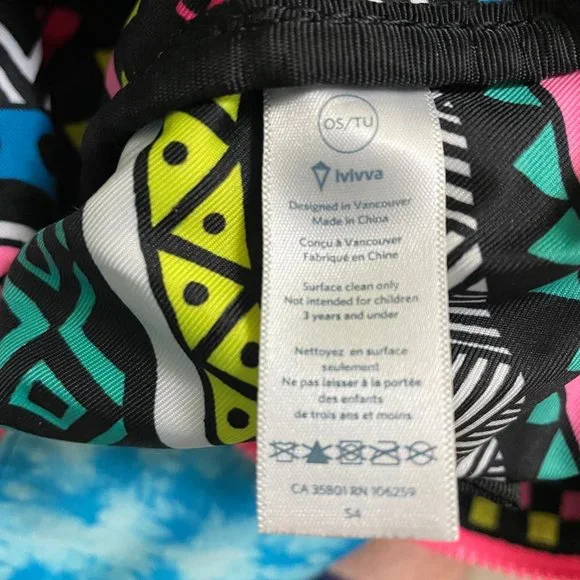 OS/TU
ivivva
Designed in Vancouver
Made in China
Conçu à Vancouver
Fabriqué en Chine
Surface clean only
Not intended for children
3 years and under
Nettoyez en surface
seulement
Ne pas laisser à la portée
des enfants
de trois ans et moins
CA 35801 RN 106259
S4